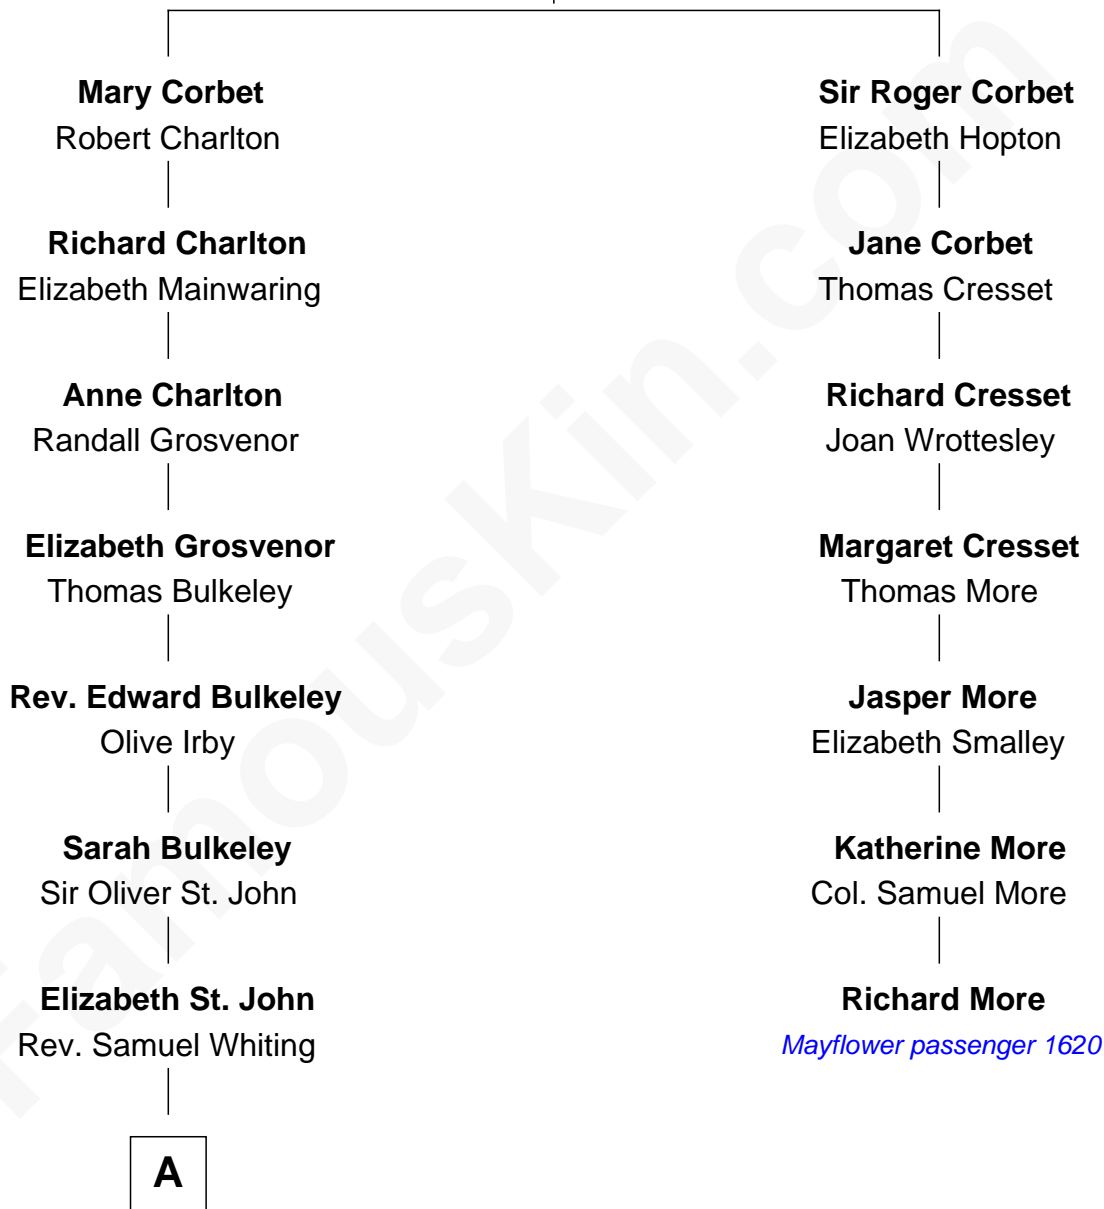 Mary Corbet
Robert Charlton
Richard Charlton
Elizabeth Mainwaring
Anne Charlton
Randall Grosvenor
Elizabeth Grosvenor
Thomas Bulkeley
Rev. Edward Bulkeley
Olive Irby
Sarah Bulkeley
Sir Oliver St. John
Elizabeth St. John
Rev. Samuel Whiting
A
Sir Roger Corbet
Elizabeth Hopton
Jane Corbet
Thomas Cresset
Richard Cresset
Joan Wrottesley
Margaret Cresset
Thomas More
Jasper More
Elizabeth Smalley
Katherine More
Col. Samuel More
Richard More
Mayflower passenger 1620
FamousKin.com